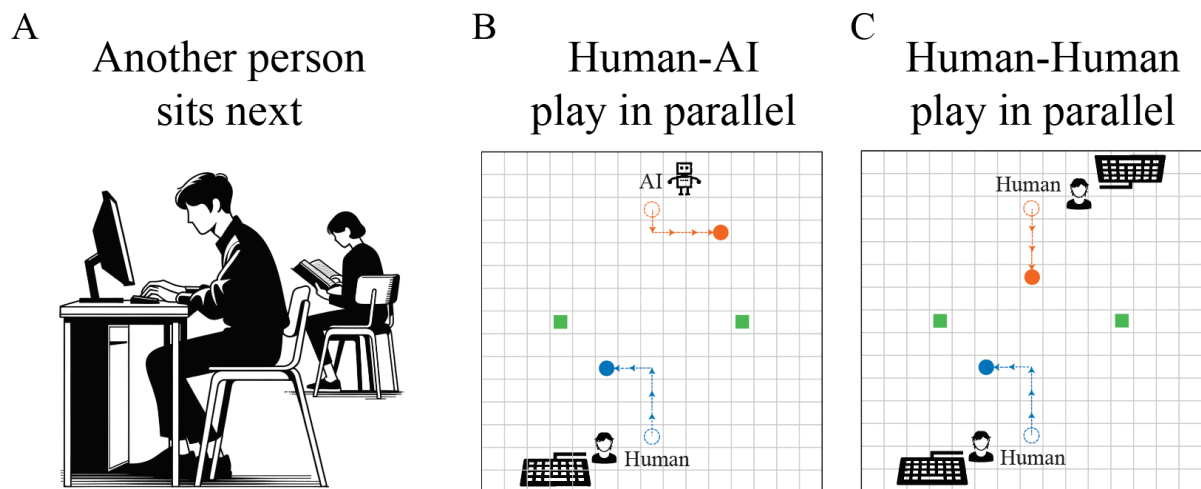 A
Another person
sits next
B
Human-AI
play in parallel
AI
Human
C
Human-Human
play in parallel
Human
Human